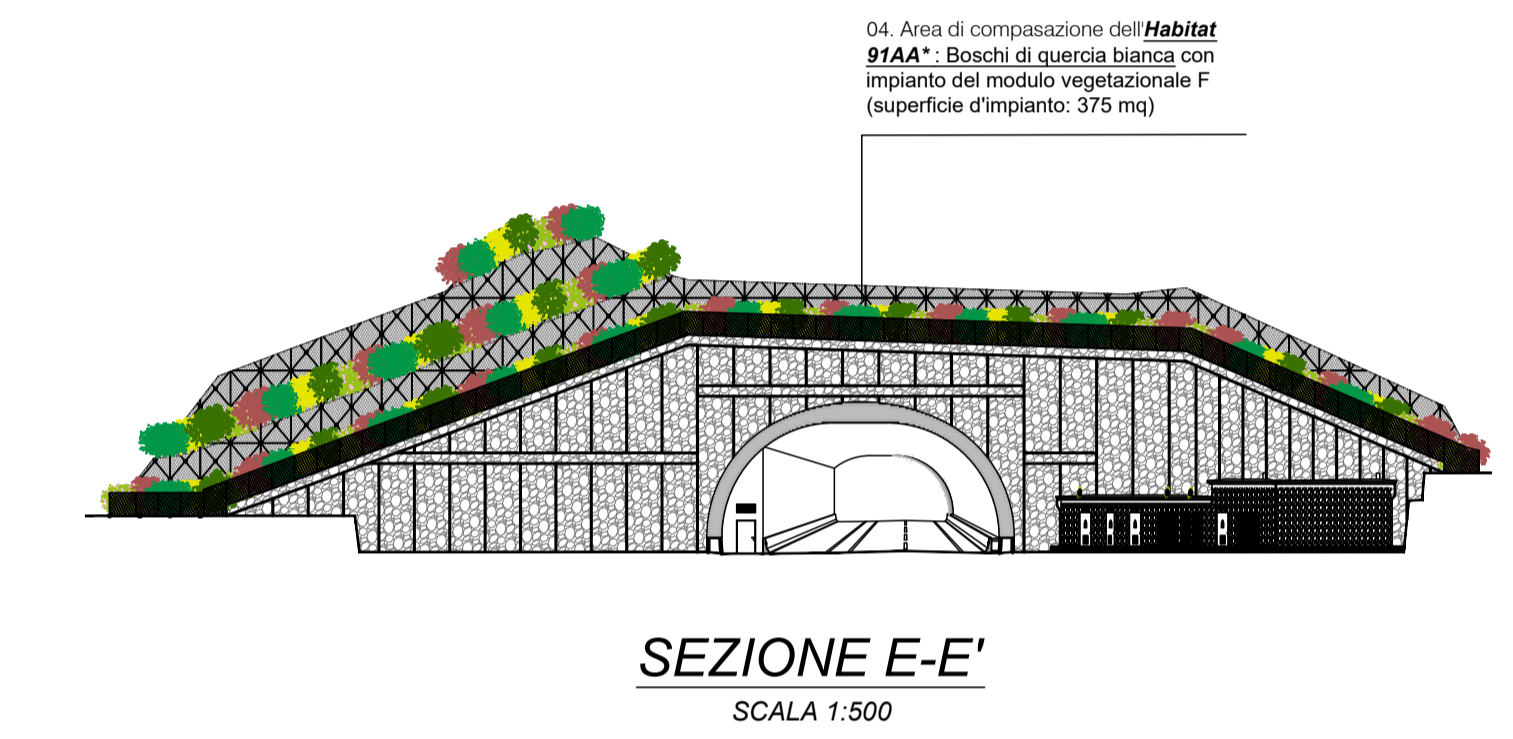 04. Area di compasazione dell'Habitat
91AA* : Boschi di quercia bianca con
impianto del modulo vegetazionale F
(superficie d'impianto: 375 mq)
SEZIONE E-E'
SCALA 1:500